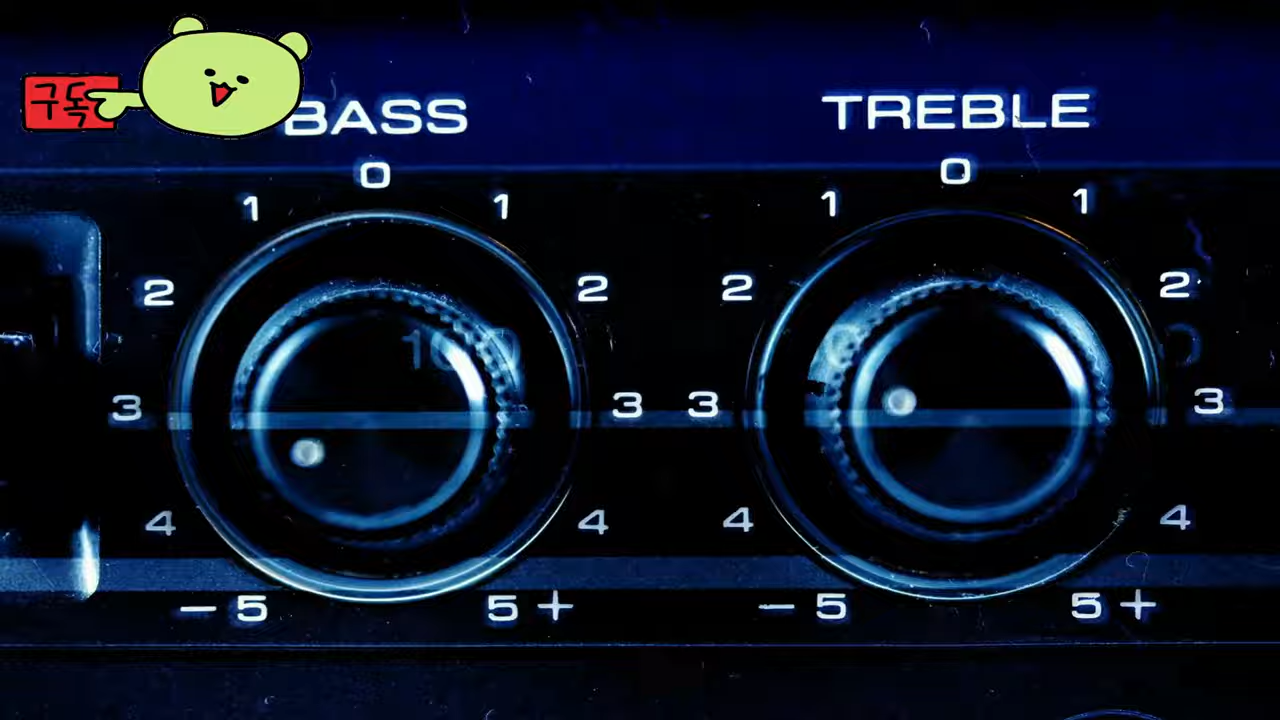 구독
BASS TREBLE
0 0
1 1 1 1
2 2 2 2
3 3 3 3
4 4 4 4
− 5 5 + − 5 5 +